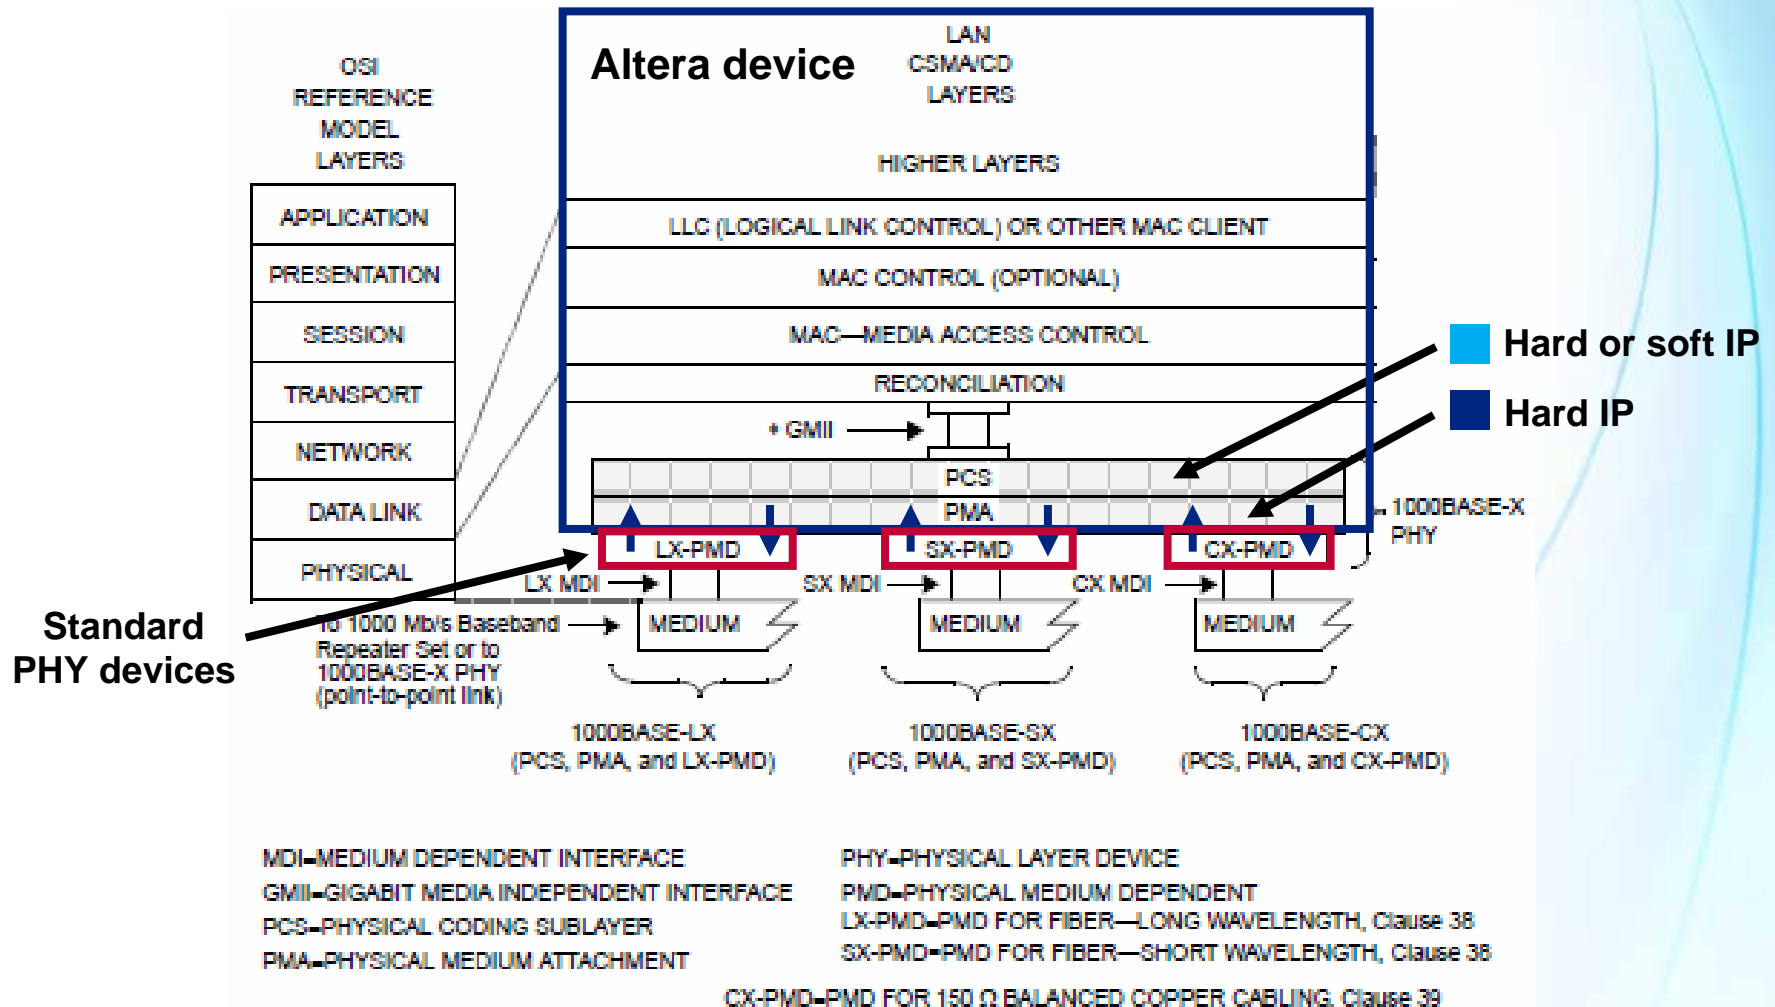 Altera device
LAN
CSMA/CD
LAYERS
OSI
REFERENCE
MODEL
LAYERS
HIGHER LAYERS
APPLICATION
PRESENTATION
SESSION
TRANSPORT
NETWORK
DATA LINK
PHYSICAL
LLC (LOGICAL LINK CONTROL) OR OTHER MAC CLIENT
MAC CONTROL (OPTIONAL)
MAC—MEDIA ACCESS CONTROL
RECONCILIATION
* GMII
PCS
PMA
Hard or soft IP
Hard IP
1000BASE-X
PHY
LX-PMD
SX-PMD
CX-PMD
LX MDI
SX MDI
CX MDI
Standard
PHY devices
To 1000 Mb/s Baseband
Repeater Set or to
1000BASE-X PHY
(point-to-point link)
MEDIUM
MEDIUM
MEDIUM
1000BASE-LX
(PCS, PMA, and LX-PMD)
1000BASE-SX
(PCS, PMA, and SX-PMD)
1000BASE-CX
(PCS, PMA, and CX-PMD)
MDI=MEDIUM DEPENDENT INTERFACE
GMII=GIGABIT MEDIA INDEPENDENT INTERFACE
PCS=PHYSICAL CODING SUBLAYER
PMA=PHYSICAL MEDIUM ATTACHMENT
PHY=PHYSICAL LAYER DEVICE
PMD=PHYSICAL MEDIUM DEPENDENT
LX-PMD=PMD FOR FIBER—LONG WAVELENGTH, Clause 38
SX-PMD=PMD FOR FIBER—SHORT WAVELENGTH, Clause 38
CX-PMD=PMD FOR 150 Ω BALANCED COPPER CABLING, Clause 39